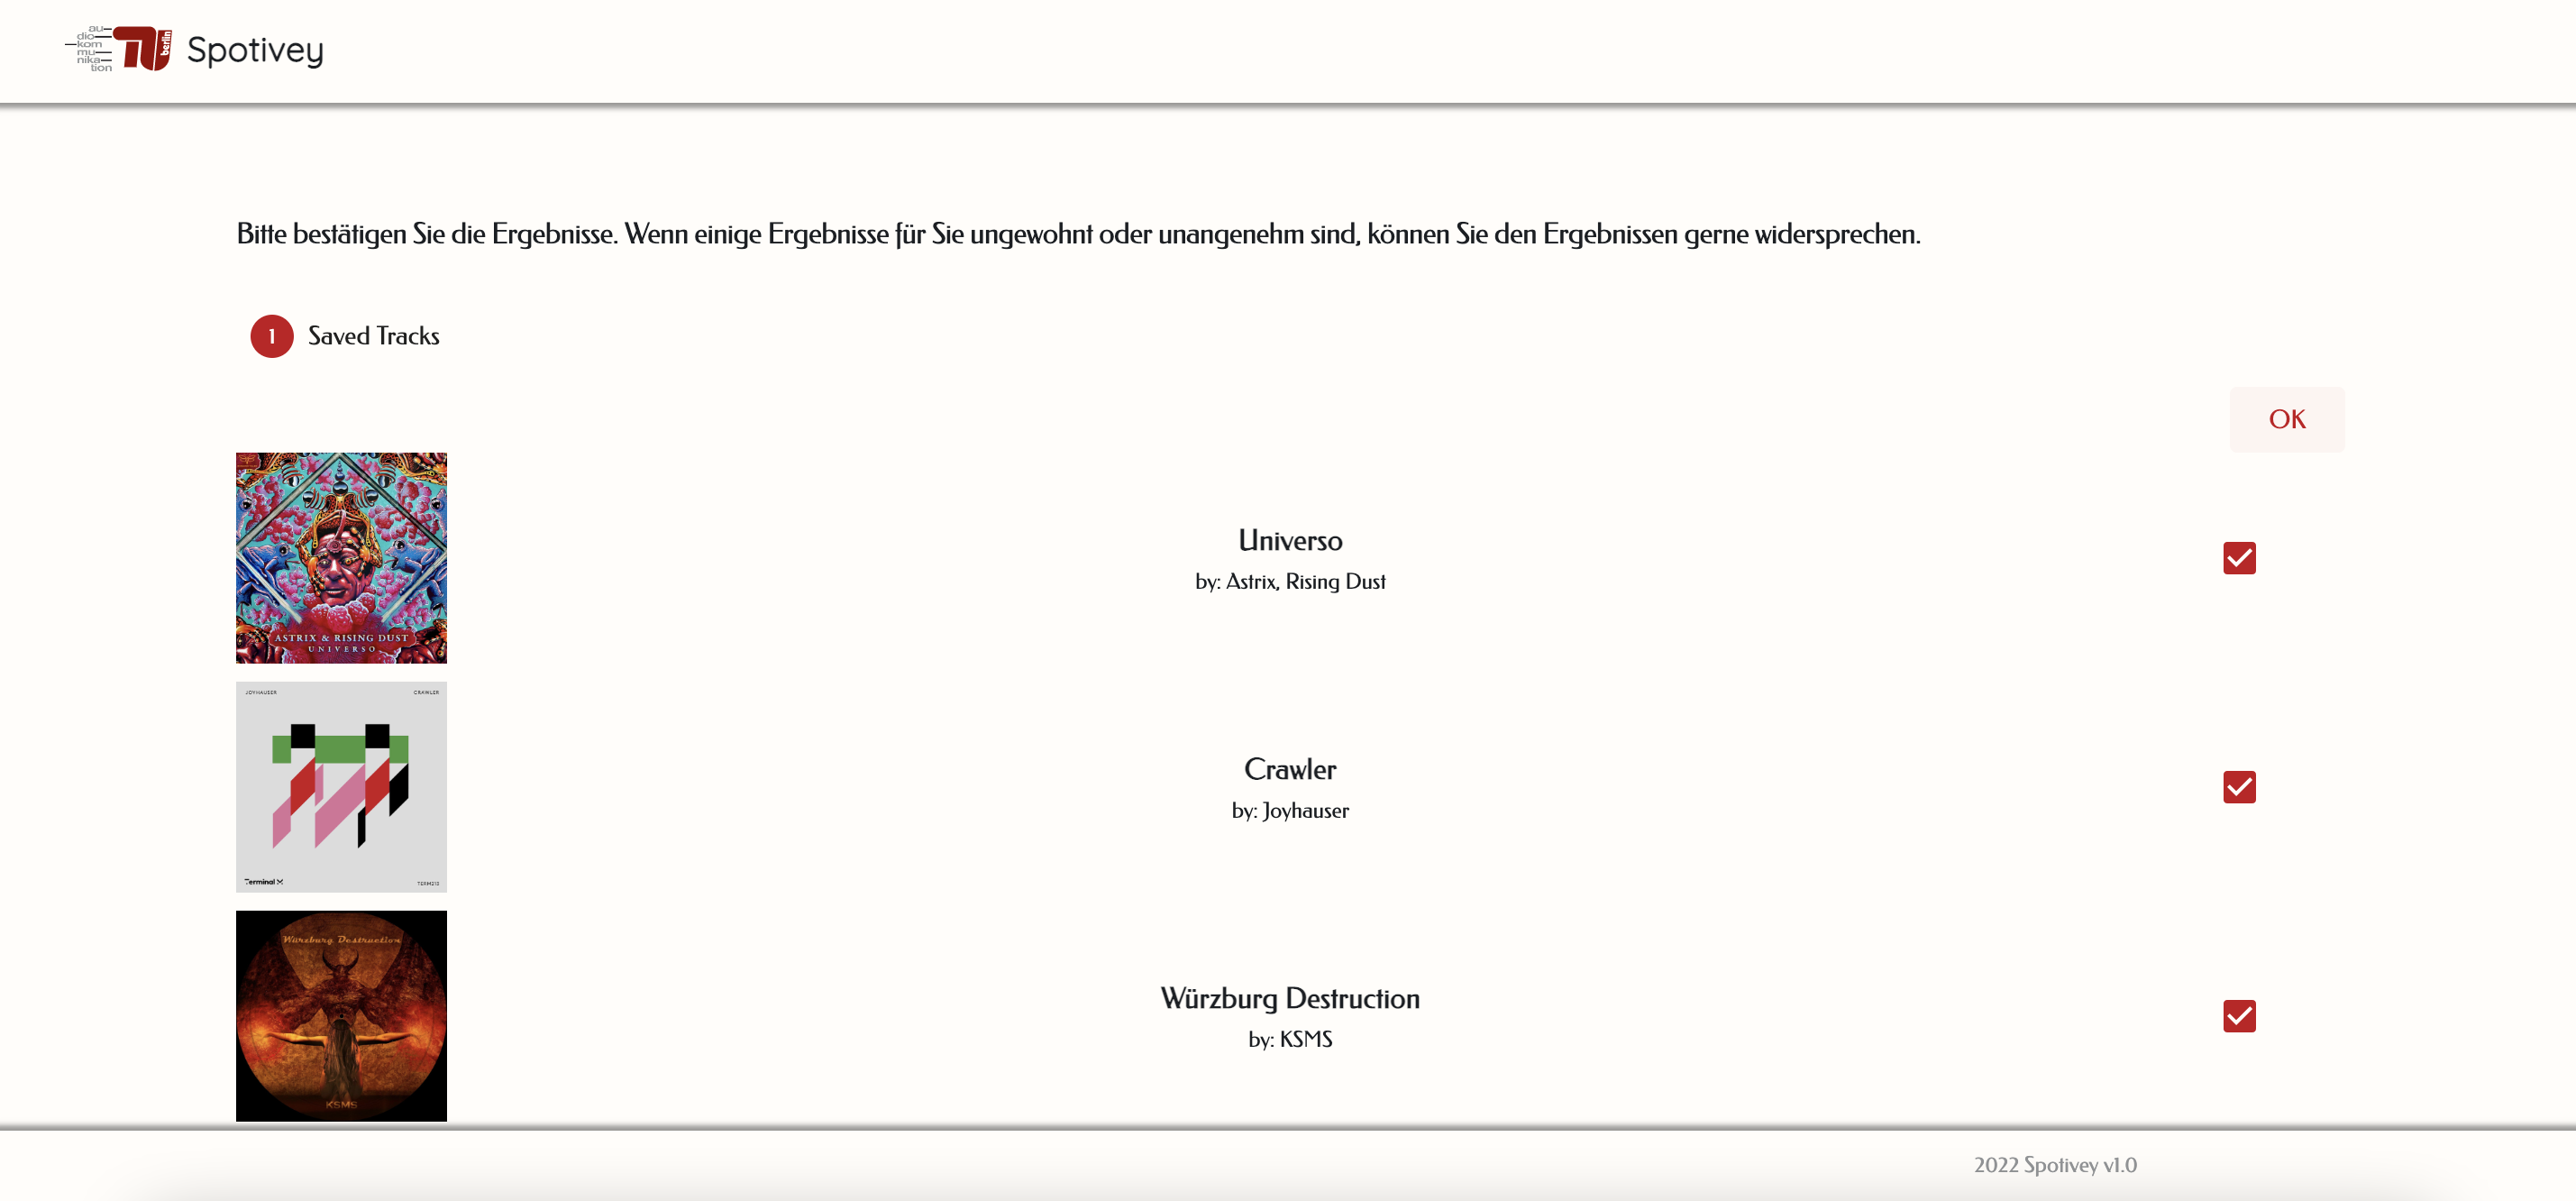 au
dio
kom
mu
nika
tion
berlin
Spotivey
Bitte bestätigen Sie die Ergebnisse. Wenn einige Ergebnisse für Sie ungewohnt oder unangenehm sind, können Sie den Ergebnissen gerne widersprechen.
1 Saved Tracks
OK
ASTRIX & RISING DUST
UNIVERSO
Universo
by: Astrix, Rising Dust
JOYHAUSER CRAWLER
Terminal M TERM213
Crawler
by: Joyhauser
Würzburg Destruction
KSMS
Würzburg Destruction
by: KSMS
2022 Spotivey v1.0